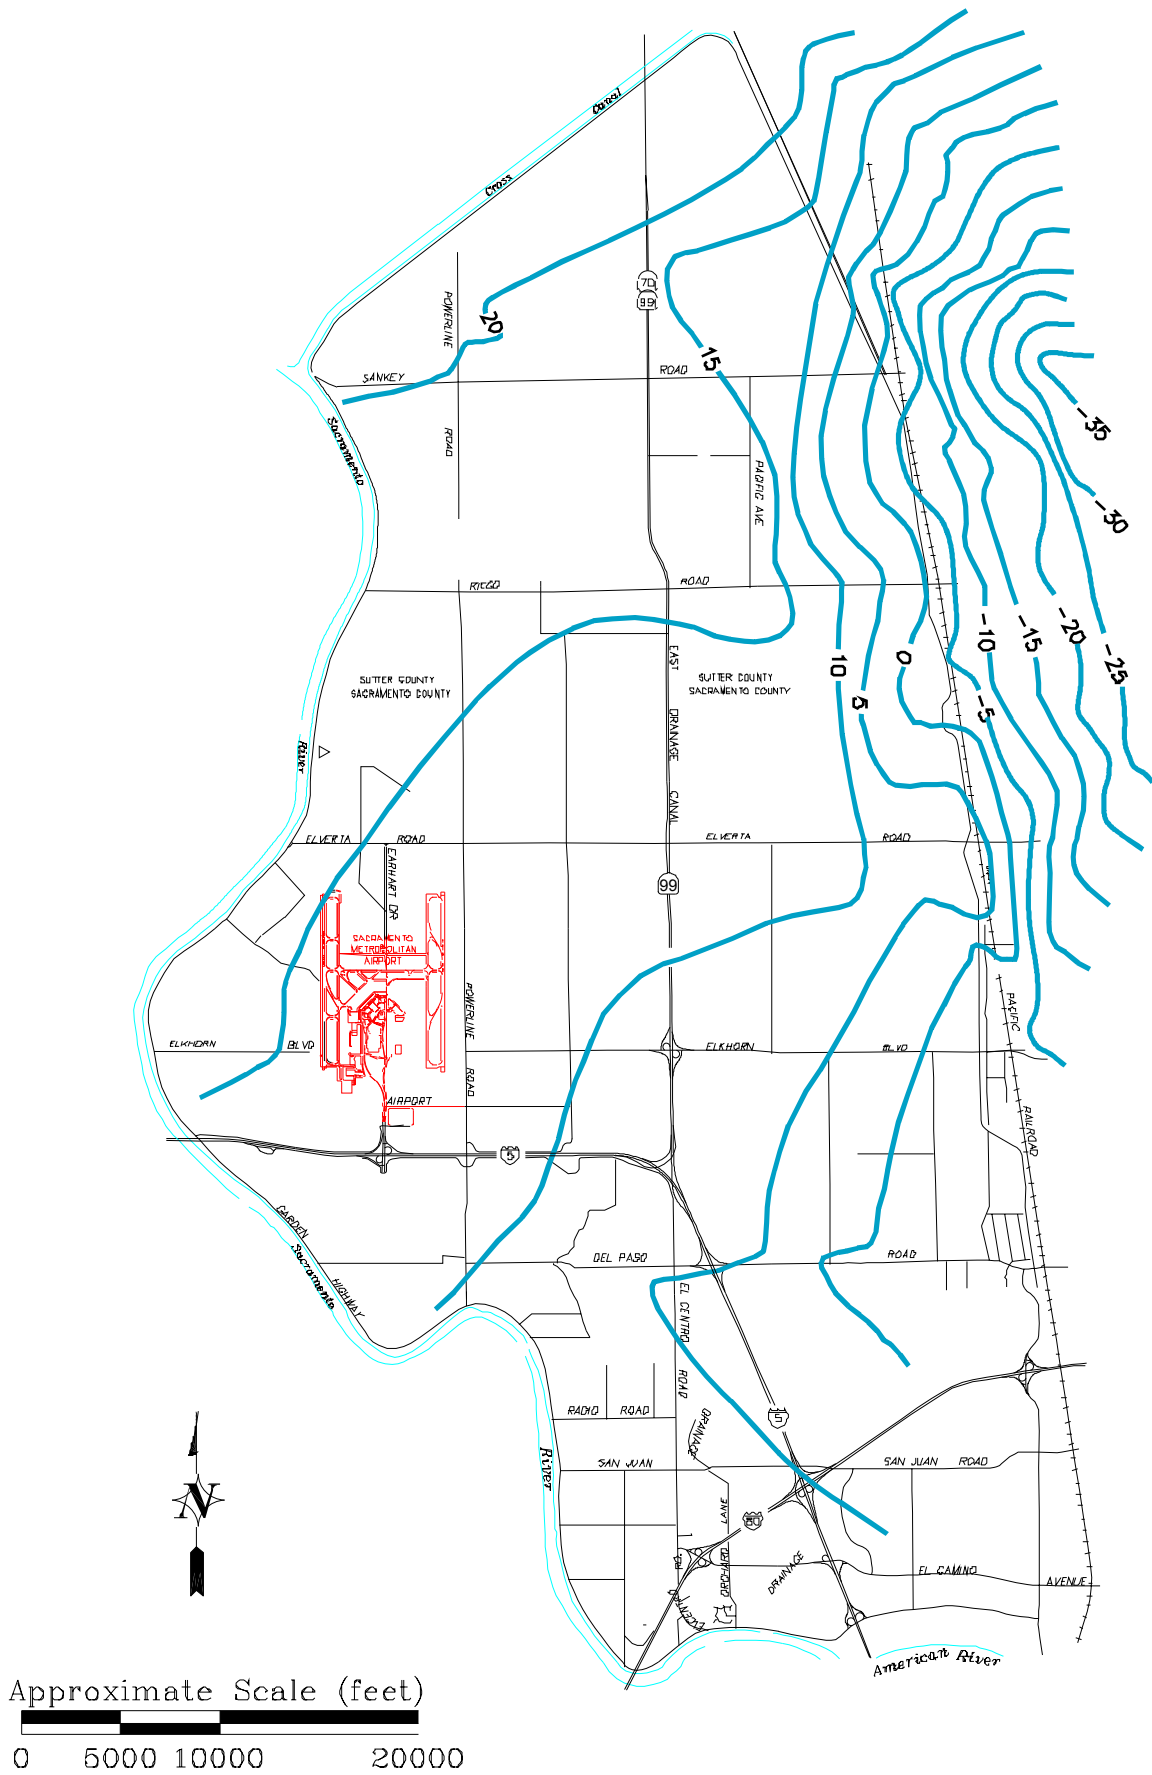 Canal
Cross
70
99
POWERLINE
20
15
SANKEY
ROAD
-35
Sacramento
ROAD
PACIFIC AVE
-30
RIEGO
ROAD
-10
-15
-20
-25
EAST
10
0
SUTTER COUNTY
SACRAMENTO COUNTY
SUTTER COUNTY
SACRAMENTO COUNTY
5
-5
DRAINAGE
River
CANAL
ELVERTA
ROAD
ELVERTA
ROAD
EARHART DR
99
SACRAMENTO
METROPOLITAN
AIRPORT
POWERLINE
PACIFIC
ELKHORN
BLVD
ELKHORN
BLVD
ROAD
AIRPORT
RAILROAD
5
GARDEN
Sacramento
HIGHWAY
DEL PASO
ROAD
EL CENTRO
ROAD
RADIO ROAD
DRAINAGE
5
River
SAN JUAN
SAN JUAN ROAD
N
80
ORCHARD LANE
RD.
DRAINAGE
EL CAMINO
AVENUE
American River
Approximate Scale (feet)
0 5000 10000 20000